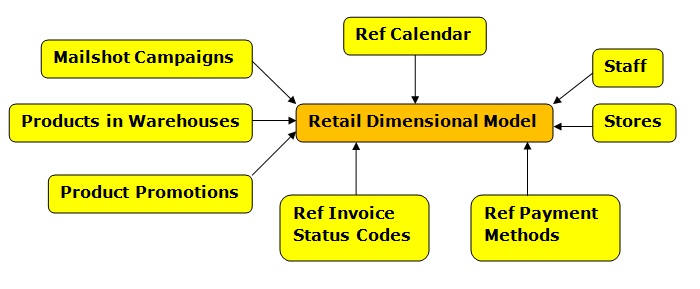 Ref Calendar
Mailshot Campaigns
Staff
Products in Warehouses
Retail Dimensional Model
Stores
Product Promotions
Ref Invoice
Status Codes
Ref Payment
Methods